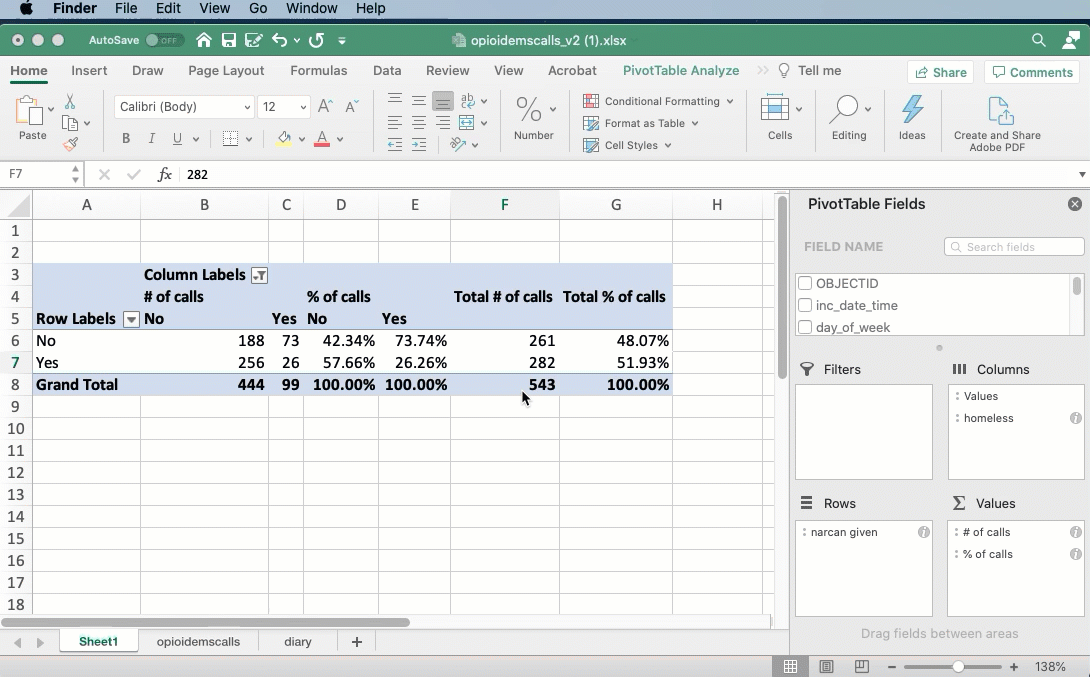 Finder File Edit View Go Window Help
AutoSave OFF opioidemscalls_v2 (1).xlsx
Home Insert Draw Page Layout Formulas Data Review View Acrobat PivotTable Analyze >> Tell me Share Comments
Calibri (Body) 12 A A ab Conditional Formatting
Format as Table
Paste B I U A % Number Cell Styles Cells Editing Ideas Create and Share Adobe PDF
F7 fx 282
A B C D E F G H
PivotTable Fields
FIELD NAME Search fields
OBJECTID
inc_date_time
day_of_week
1
2
3 Column Labels
4 # of calls % of calls Total # of calls Total % of calls
5 Row Labels No Yes No Yes
6 No 188 73 42.34% 73.74% 261 48.07%
7 Yes 256 26 57.66% 26.26% 282 51.93%
8 Grand Total 444 99 100.00% 100.00% 543 100.00%
9
10
11
12
13
14
15
16
17
18
Filters Columns
Values
homeless
Rows Σ Values
narcan given # of calls
% of calls
Drag fields between areas
Sheet1 opioidemscalls diary +
− + 138%